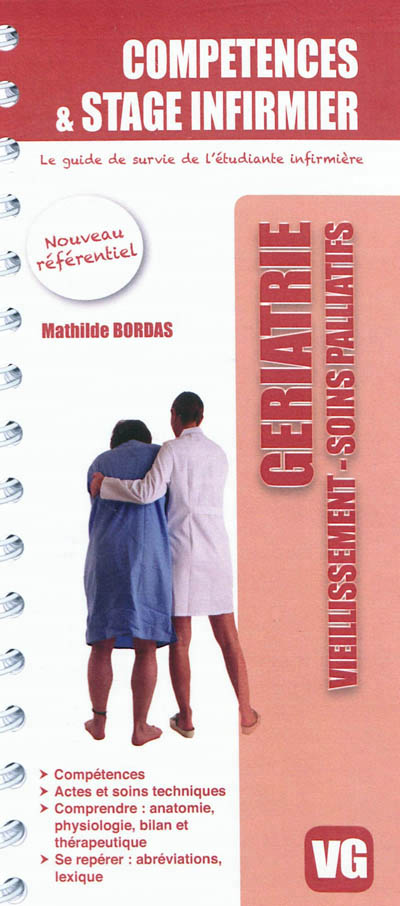 COMPETENCES
& STAGE INFIRMIER
Le guide de survie de l'étudiante infirmière
Nouveau
référentiel
Mathilde BORDAS
GERIATRIE
VIEILLISSEMENT - SOINS PALLIATIFS
➤ Compétences
➤ Actes et soins techniques
➤ Comprendre : anatomie,
physiologie, bilan et
thérapeutique
➤ Se repérer : abréviations,
lexique
VG